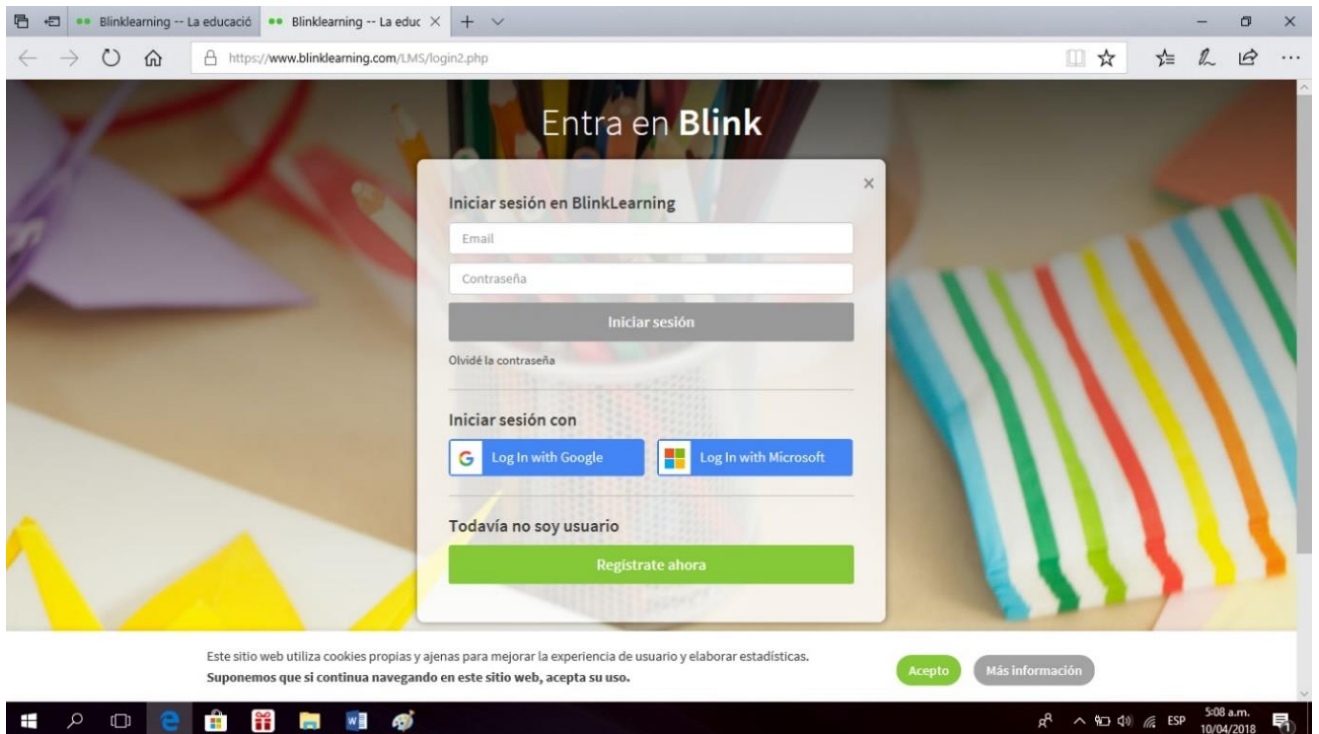 Blinklearning -- La educació
Blinklearning -- La educ
https://www.blinklearning.com/LMS/login2.php
Entra en Blink
Iniciar sesión en BlinkLearning
Email
Contraseña
Iniciar sesión
Olvidé la contraseña
Iniciar sesión con
Log In with Google
Log In with Microsoft
Todavía no soy usuario
Regístrate ahora
Este sitio web utiliza cookies propias y ajenas para mejorar la experiencia de usuario y elaborar estadísticas.
Suponemos que si continua navegando en este sitio web, acepta su uso.
Acepto
Más información
ESP
5:08 a.m.
10/04/2018